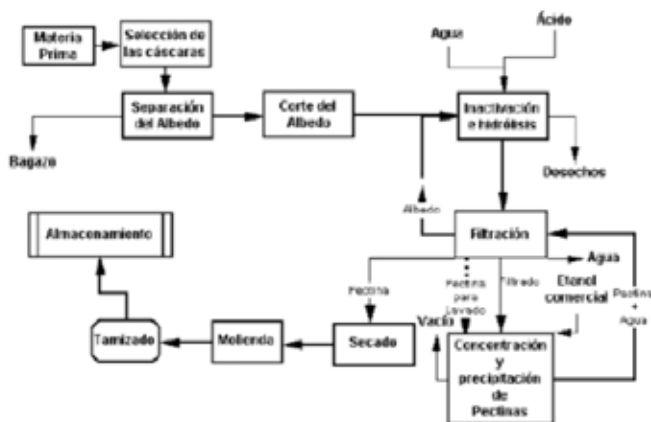 Materia
Prima
Selección de
las cáscaras
Agua
Ácido
Separación
del Albedo
Corte del
Albedo
Inactivación
e hidrólisis
Bagazo
Desechos
Albedo
Almacenamiento
Filtración
Agua
Pectina
Pectina
para
Lavado
Filtrado
Etanol
comercial
Pectina
+
Agua
Vacío
Tamizado
Molienda
Secado
Concentración
y
precipitación
de
Pectinas